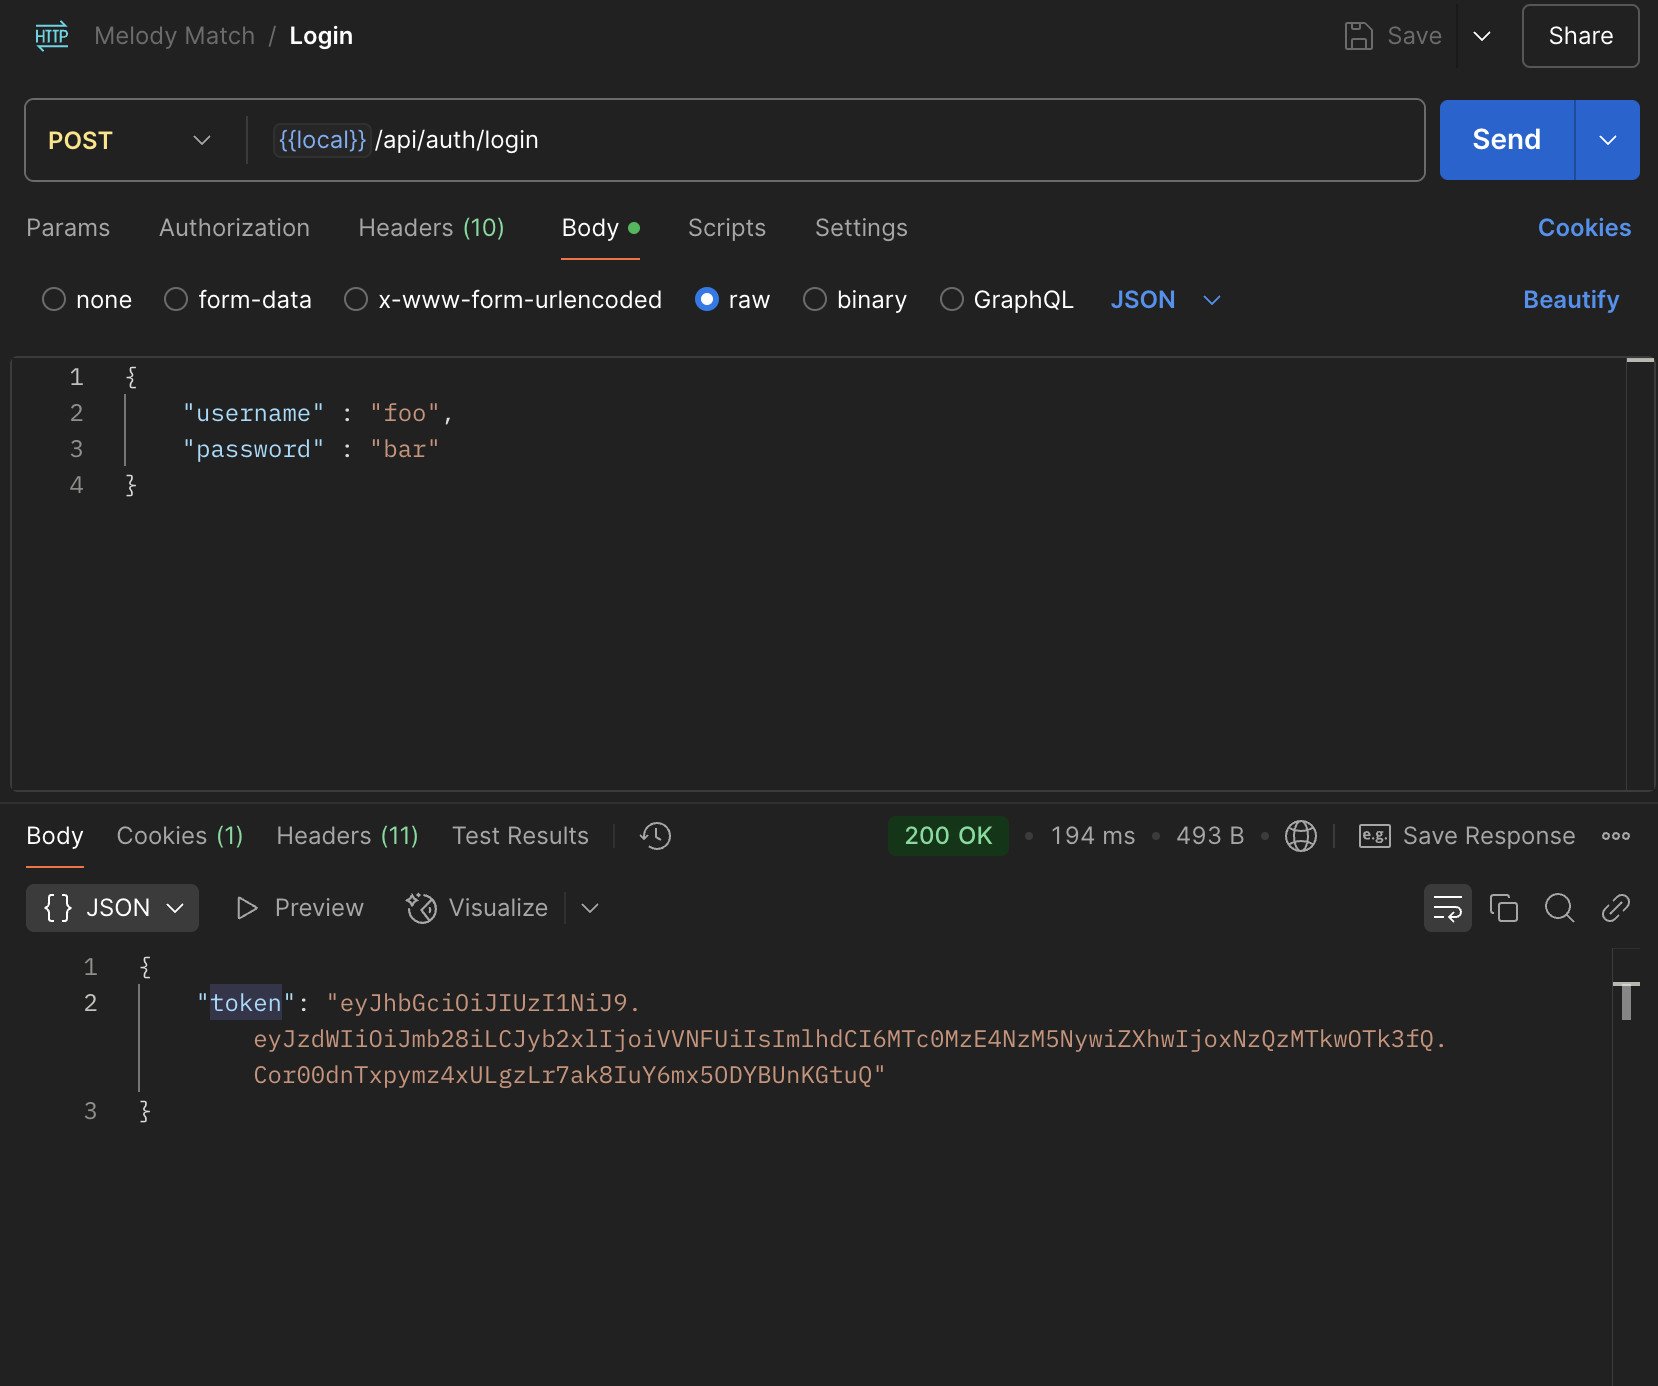 HTTP Melody Match / Login Save Share
POST {{local}}/api/auth/login Send
Params Authorization Headers (10) Body Scripts Settings Cookies
none form-data x-www-form-urlencoded raw binary GraphQL JSON Beautify
1 {
2 "username" : "foo",
3 "password" : "bar"
4 }
Body Cookies (1) Headers (11) Test Results 200 OK • 194 ms • 493 B • e.g. Save Response
{} JSON Preview Visualize
1 {
2 "token": "eyJhbGciOiJIUzI1NiJ9.
eyJzdWIiOiJmb28iLCJyb2xlIjoiVVNFUiIsImlhdCI6MTc0MzE4NzM5NywiZXhwIjoxNzQzMTkwOTk3fQ.
Cor00dnTxpymz4xULgzLr7ak8IuY6mx5ODYBUnKGtuQ"
3 }